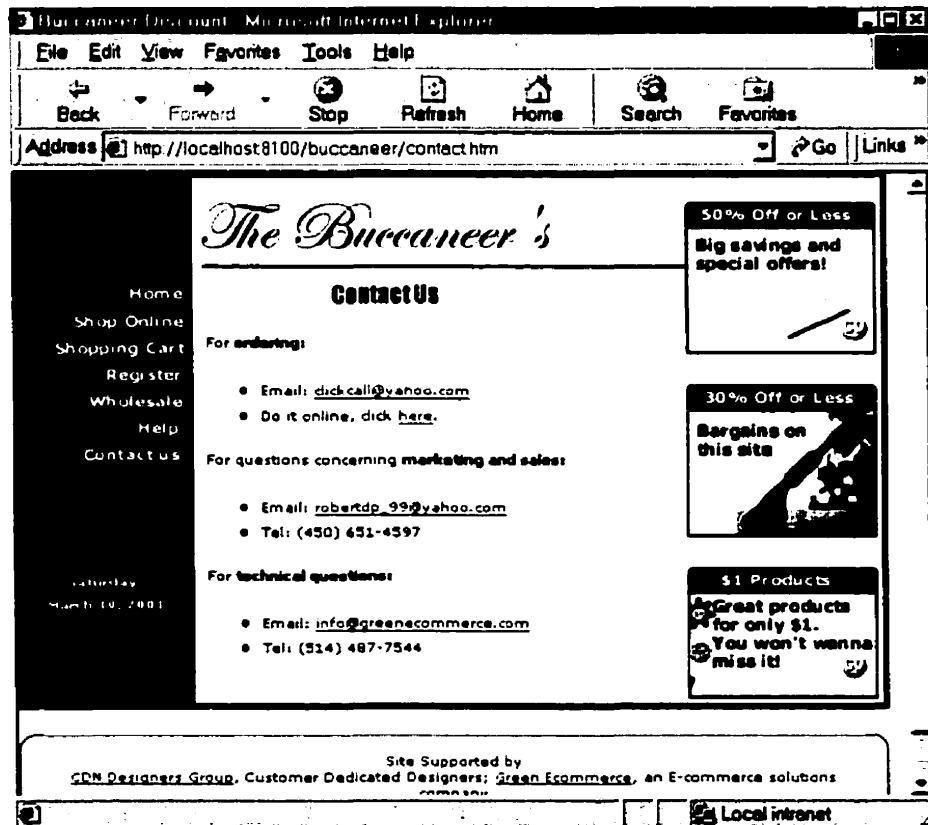 Buccaneer Discount - Microsoft Internet Explorer
File Edit View Favorites Tools Help
Back Forward Stop Refresh Home Search Favorites
Address http://localhost:8100/buccaneer/contact.htm Go Links
The Buccaneer's
Contact Us
Home
Shop Online
Shopping Cart
Register
Wholesale
Help
Contact us
Saturday
For ordering:
Email: dickcall@yahoo.com
Do it online, click here.
For questions concerning marketing and sales:
Email: robertdp_99@yahoo.com
Tel: (450) 651-4597
For technical questions:
Email: info@greenecommerce.com
Tel: (514) 487-7544
50% Off or Less
Big savings and
special offers!
GO
30% Off or Less
Bargains on
this site
$1 Products
Great products
for only $1.
You won't wanna
miss it!
GO
Site Supported by
CDN Designers Group, Customer Dedicated Designers; Green Ecommerce, an E-commerce solutions
company
Local intranet